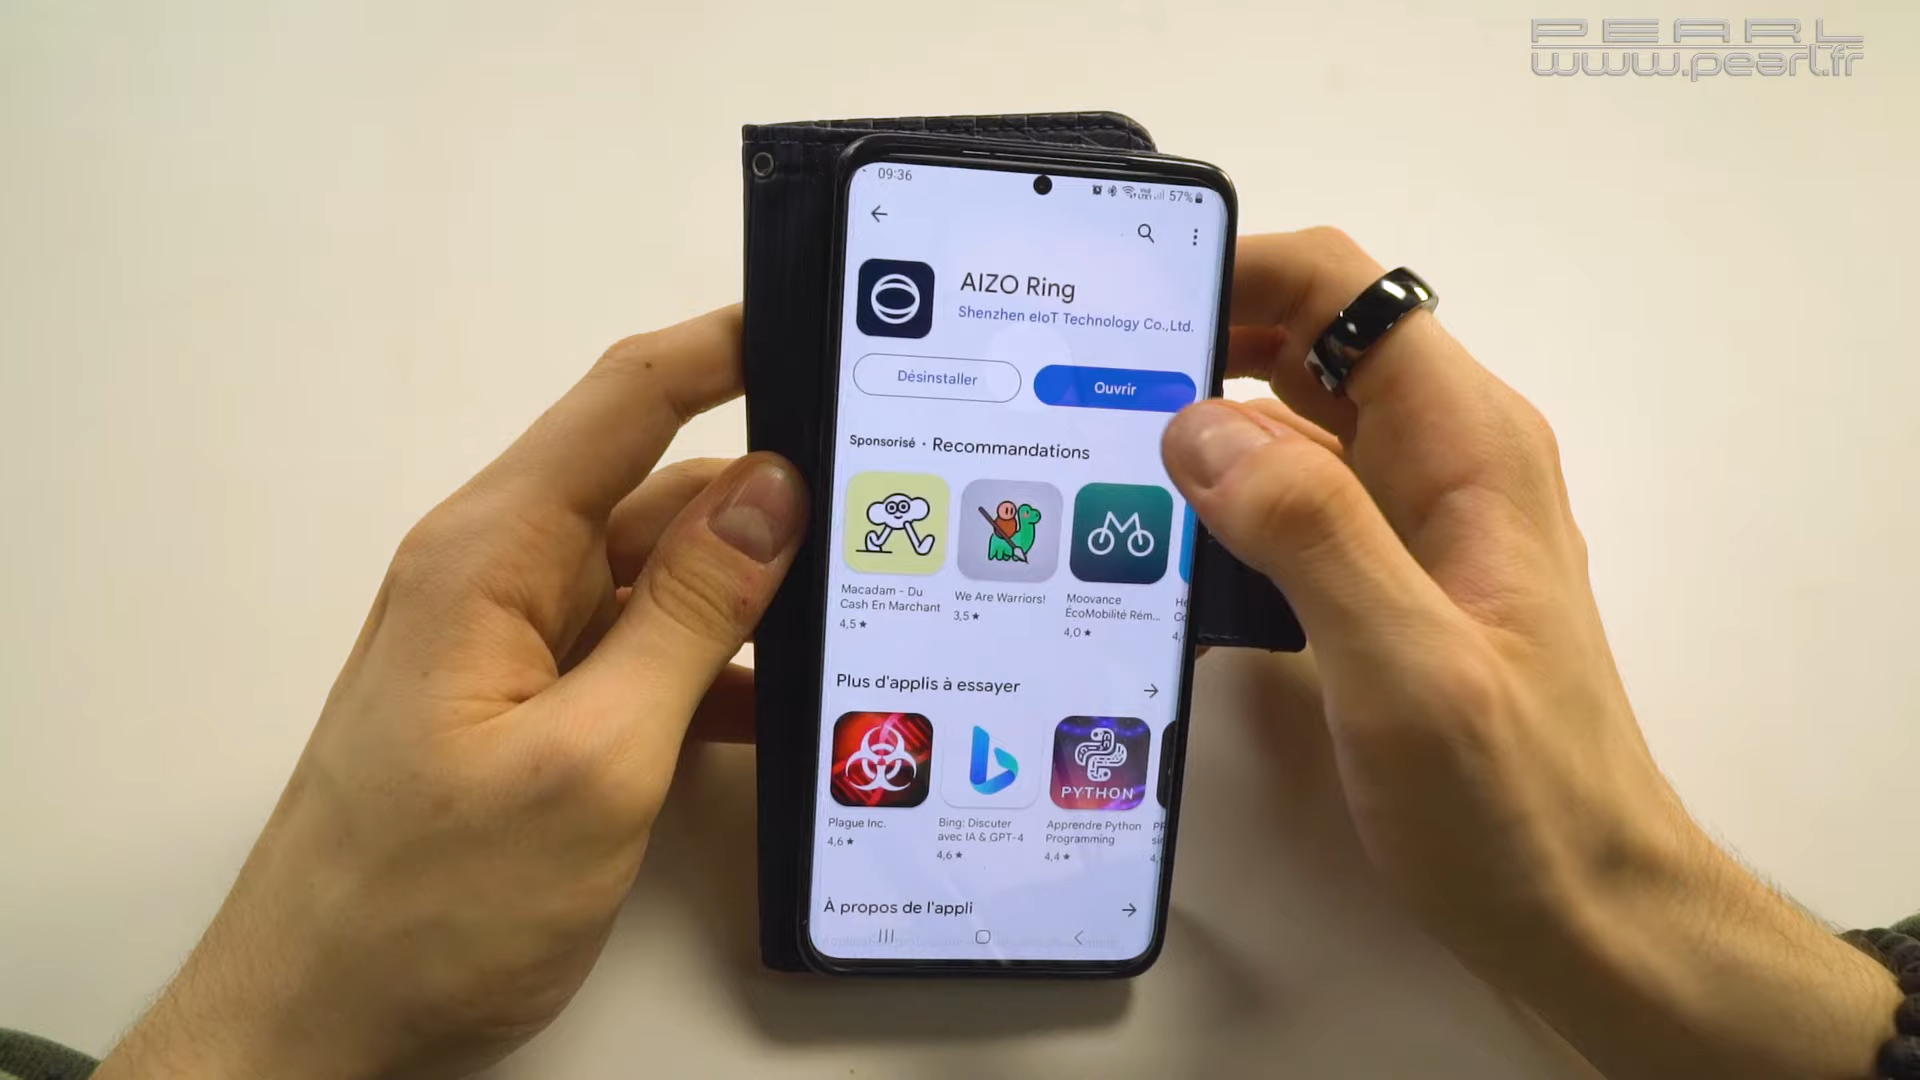 PEARL
www.pearl.fr
09:36
57%
AIZO Ring
Shenzhen eIoT Technology Co.,Ltd.
Désinstaller
Ouvrir
Sponsorisé · Recommandations
Macadam - Du
Cash En Marchant
4,5 ★
We Are Warriors!
3,5 ★
Moovance
ÉcoMobilité Rém...
4,0 ★
Plus d'applis à essayer
PYTHON
Plague Inc.
4,6 ★
Bing: Discuter
avec IA & GPT-4
4,6 ★
Apprendre Python
Programming
4,4 ★
À propos de l'appli